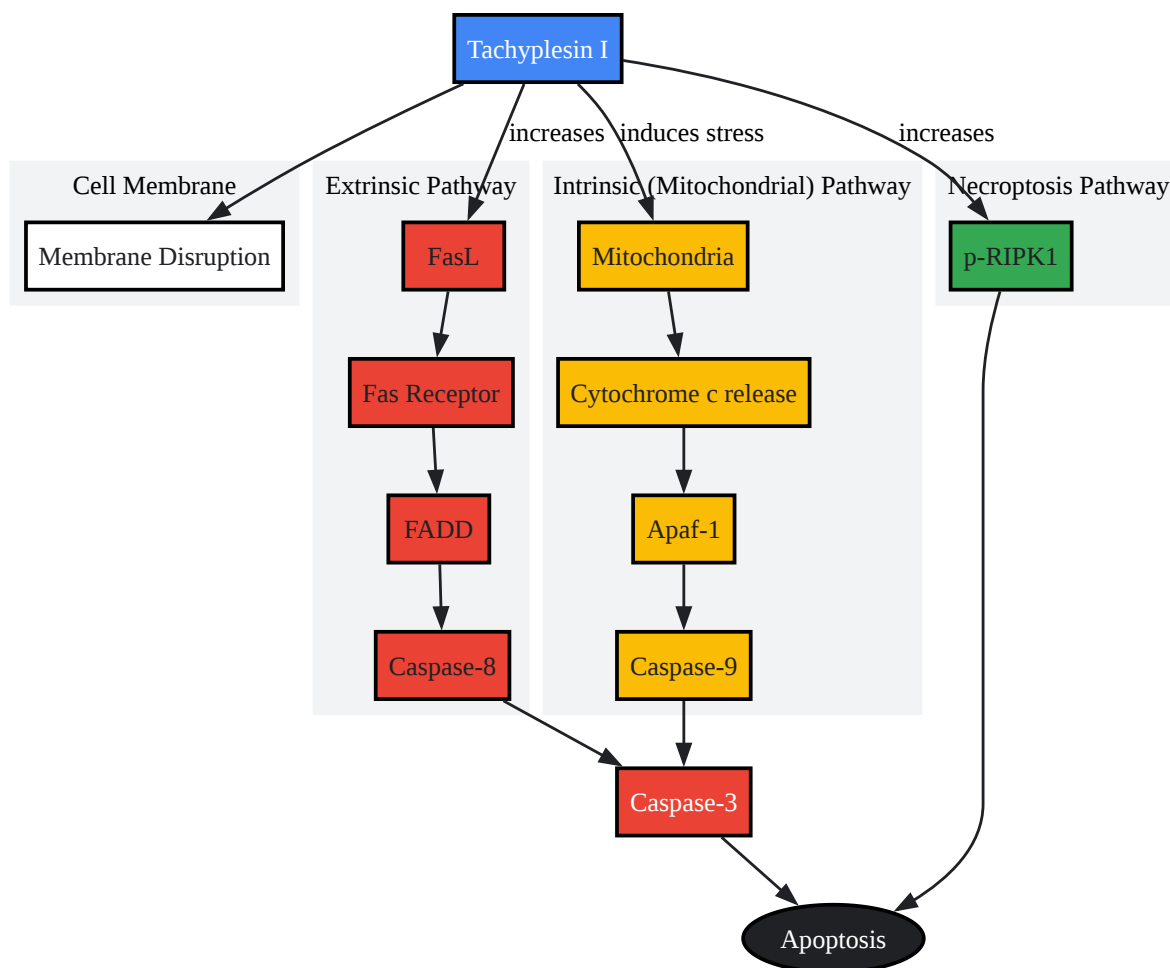 Tachyplesin I
increases
induces stress
increases
Cell Membrane
Extrinsic Pathway
Intrinsic (Mitochondrial) Pathway
Necroptosis Pathway
Membrane Disruption
FasL
Mitochondria
p-RIPK1
Fas Receptor
Cytochrome c release
FADD
Apaf-1
Caspase-8
Caspase-9
Caspase-3
Apoptosis